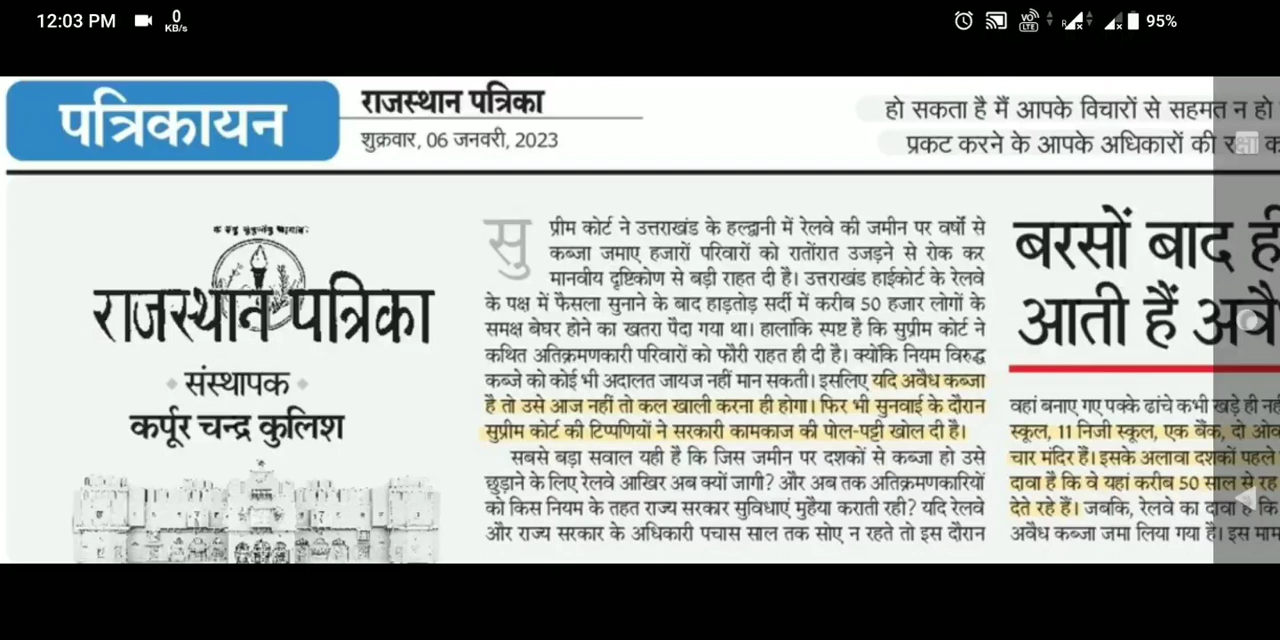 12:03 PM
0
KB/s
VO
LTE
R
95%
पत्रिकायन
राजस्थान पत्रिका
शुक्रवार, 06 जनवरी, 2023
हो सकता है मैं आपके विचारों से सहमत न हो
प्रकट करने के आपके अधिकारों की रक्षा क
राजस्थान पत्रिका
संस्थापक
कर्पूर चन्द्र कुलिश
सुप्रीम कोर्ट ने उत्तराखंड के हल्द्वानी में रेलवे की जमीन पर वर्षों से
कब्जा जमाए हजारों परिवारों को रातोंरात उजड़ने से रोक कर
मानवीय दृष्टिकोण से बड़ी राहत दी है। उत्तराखंड हाईकोर्ट के रेलवे
के पक्ष में फैसला सुनाने के बाद हाड़तोड़ सर्दी में करीब 50 हजार लोगों के
समक्ष बेघर होने का खतरा पैदा गया था। हालांकि स्पष्ट है कि सुप्रीम कोर्ट ने
कथित अतिक्रमणकारी परिवारों को फौरी राहत ही दी है। क्योंकि नियम विरुद्ध
कब्जे को कोई भी अदालत जायज नहीं मान सकती। इसलिए यदि अवैध कब्जा
है तो उसे आज नहीं तो कल खाली करना ही होगा। फिर भी सुनवाई के दौरान
सुप्रीम कोर्ट की टिप्पणियों ने सरकारी कामकाज की पोल-पट्टी खोल दी है।
सबसे बड़ा सवाल यही है कि जिस जमीन पर दशकों से कब्जा हो उसे
छुड़ाने के लिए रेलवे आखिर अब क्यों जागी? और अब तक अतिक्रमणकारियों
को किस नियम के तहत राज्य सरकार सुविधाएं मुहैया कराती रही? यदि रेलवे
और राज्य सरकार के अधिकारी पचास साल तक सोए न रहते तो इस दौरान
बरसों बाद ही
आती हैं अवै
वहां बनाए गए पक्के ढांचे कभी खड़े ही नहीं
स्कूल, 11 निजी स्कूल, एक बैंक, दो ओव
चार मंदिर हैं। इसके अलावा दशकों पहले
दावा है कि वे यहां करीब 50 साल से रह
देते रहे हैं। जबकि, रेलवे का दावा है कि
अवैध कब्जा जमा लिया गया है। इस माम